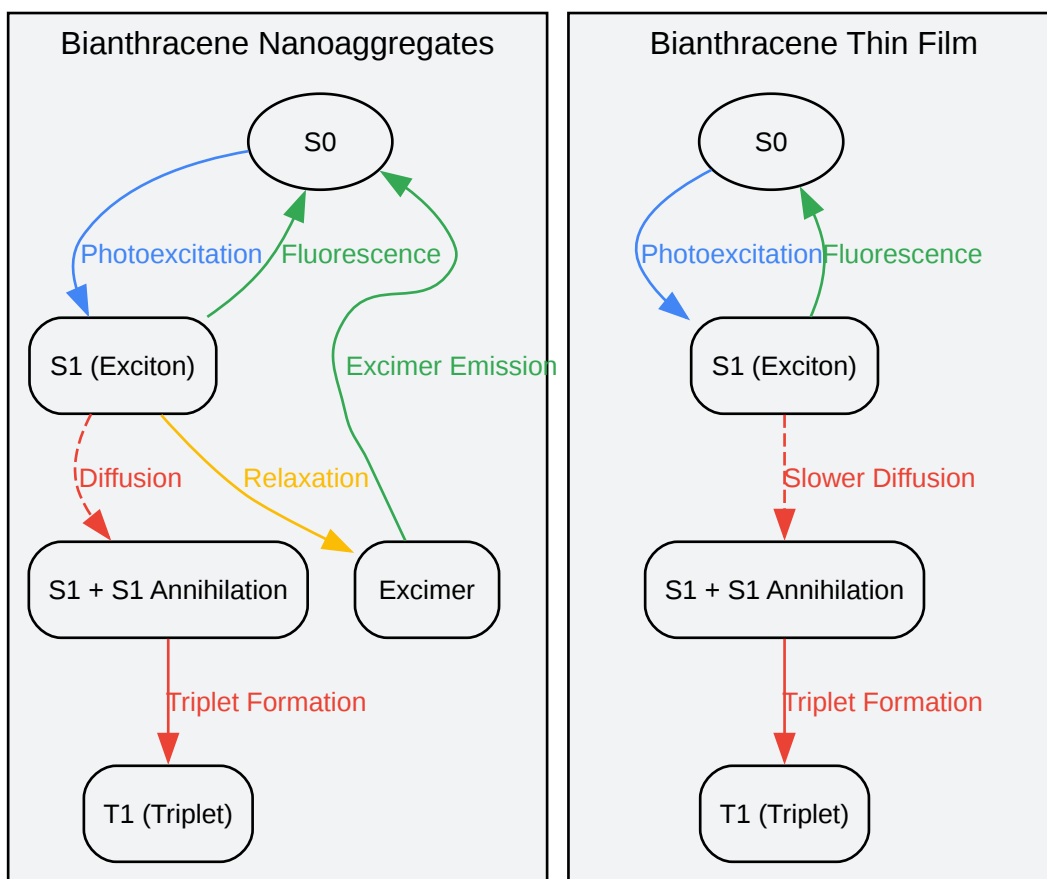 Bianthracene Nanoaggregates
S0
Photoexcitation
Fluorescence
S1 (Exciton)
Excimer Emission
Diffusion
Relaxation
S1 + S1 Annihilation
Excimer
Triplet Formation
T1 (Triplet)
Bianthracene Thin Film
S0
Photoexcitation
Fluorescence
S1 (Exciton)
Slower Diffusion
S1 + S1 Annihilation
Triplet Formation
T1 (Triplet)